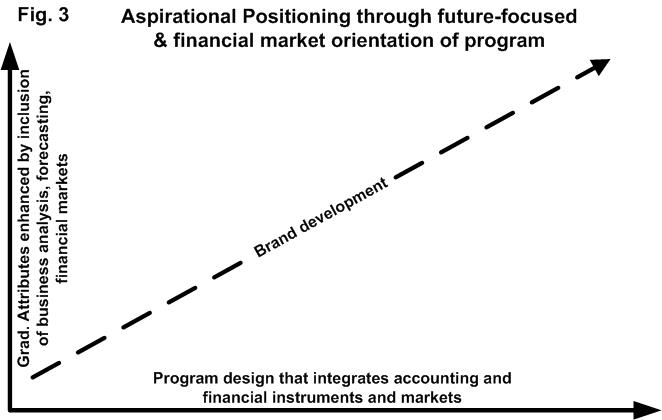 Fig. 3
Aspirational Positioning through future-focused
& financial market orientation of program
Grad. Attributes enhanced by inclusion
of business analysis, forecasting,
financial markets
Brand development
Program design that integrates accounting and
financial instruments and markets